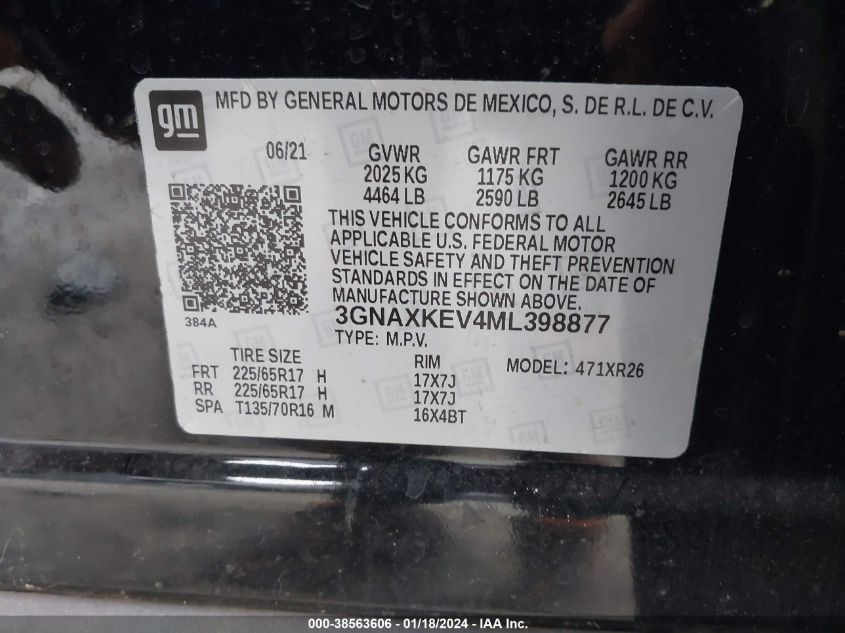 gm
MFD BY GENERAL MOTORS DE MEXICO, S. DE R.L. DE C.V.
06/21 GVWR GAWR FRT GAWR RR
2025 KG 1175 KG 1200 KG
4464 LB 2590 LB 2645 LB
THIS VEHICLE CONFORMS TO ALL
APPLICABLE U.S. FEDERAL MOTOR
VEHICLE SAFETY AND THEFT PREVENTION
STANDARDS IN EFFECT ON THE DATE OF
MANUFACTURE SHOWN ABOVE.
384A
3GNAXKEV4ML398877
TYPE: M.P.V.
TIRE SIZE RIM MODEL: 471XR26
FRT 225/65R17 H 17X7J
RR 225/65R17 H 17X7J
SPA T135/70R16 M 16X4BT
000-38563606 - 01/18/2024 - IAA Inc.